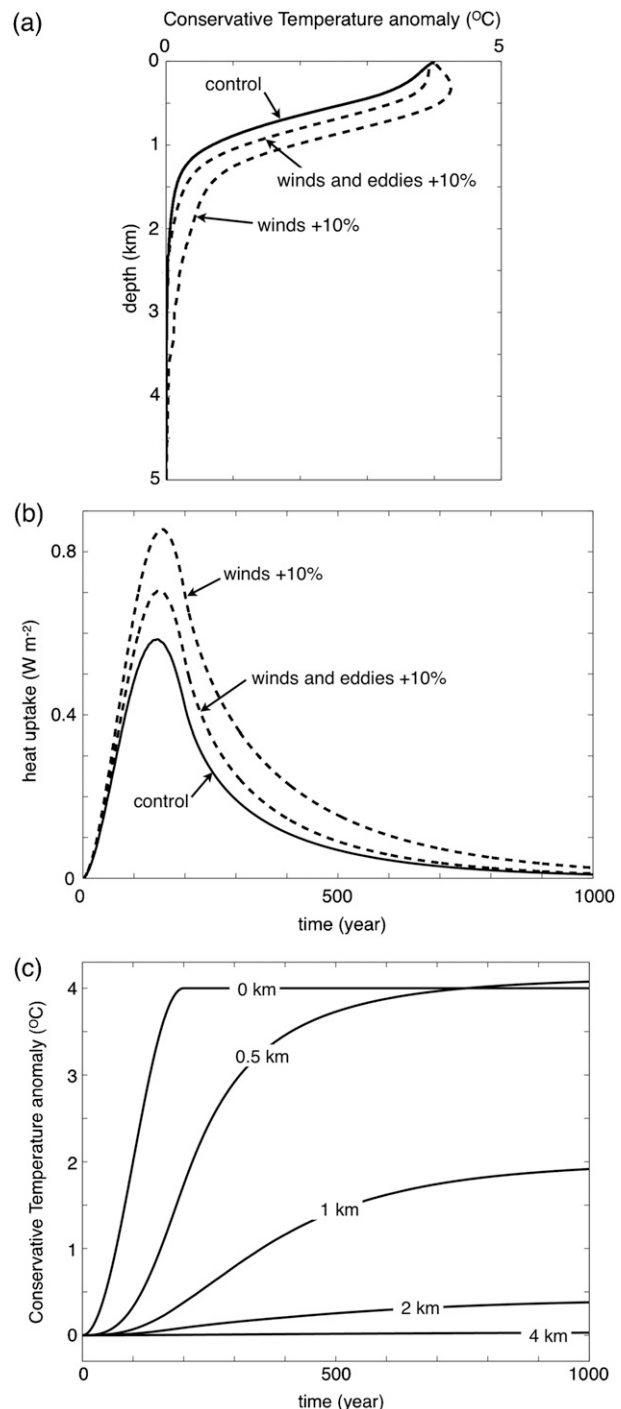 (a)
Conservative Temperature anomaly (ºC)
0
5
0
1
2
3
4
5
depth (km)
control
winds and eddies +10%
winds +10%
(b)
0.8
0.4
0
heat uptake (W m-2)
winds +10%
winds and eddies +10%
control
0
500
1000
time (year)
(c)
4
3
2
1
0
Conservative Temperature anomaly (ºC)
0 km
0.5 km
1 km
2 km
4 km
0
500
1000
time (year)